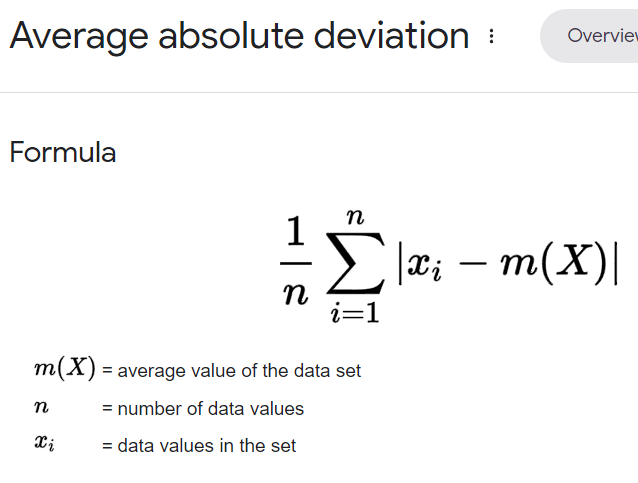 Average absolute deviation
Overview
Formula
1/n ∑_{i=1}^{n} |x_i − m(X)|
m(X) = average value of the data set
n = number of data values
x_i = data values in the set